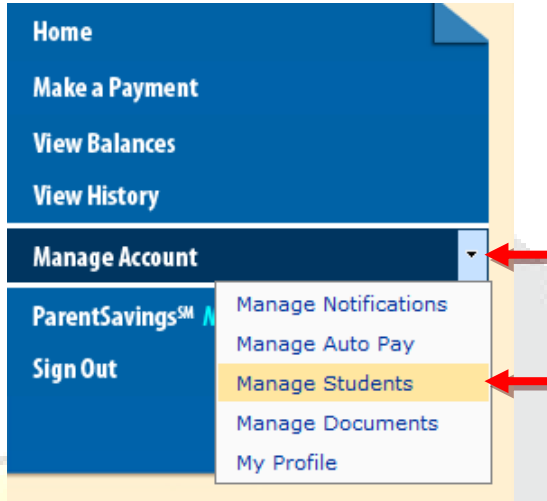 Home
Make a Payment
View Balances
View History
Manage Account
ParentSavings℠
Sign Out
Manage Notifications
Manage Auto Pay
Manage Students
Manage Documents
My Profile